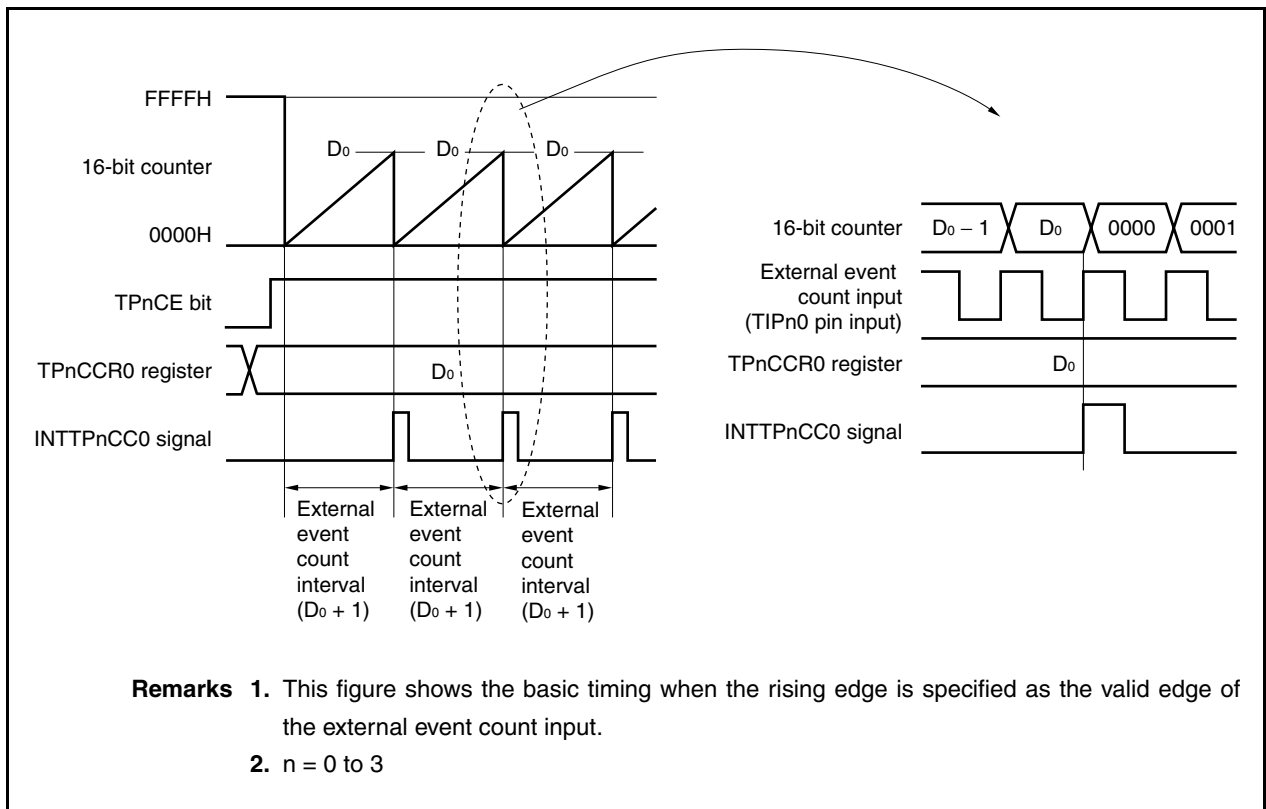 FFFFH
16-bit counter
0000H
D0 D0 D0
TPnCE bit
TPnCCR0 register
D0
INTTPnCC0 signal
External
event
count
interval
(D0 + 1)
External
event
count
interval
(D0 + 1)
External
event
count
interval
(D0 + 1)
16-bit counter
D0 − 1 D0 0000 0001
External event
count input
(TIPn0 pin input)
TPnCCR0 register
D0
INTTPnCC0 signal
Remarks 1. This figure shows the basic timing when the rising edge is specified as the valid edge of
the external event count input.
2. n = 0 to 3